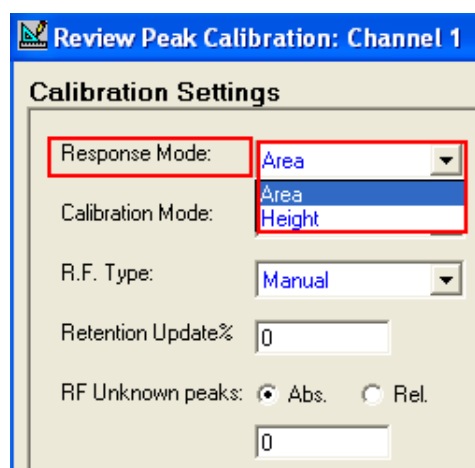 Review Peak Calibration: Channel 1
Calibration Settings
Response Mode: Area
Area
Calibration Mode: Height
R.F. Type: Manual
Retention Update% 0
RF Unknown peaks: Abs. Rel.
0